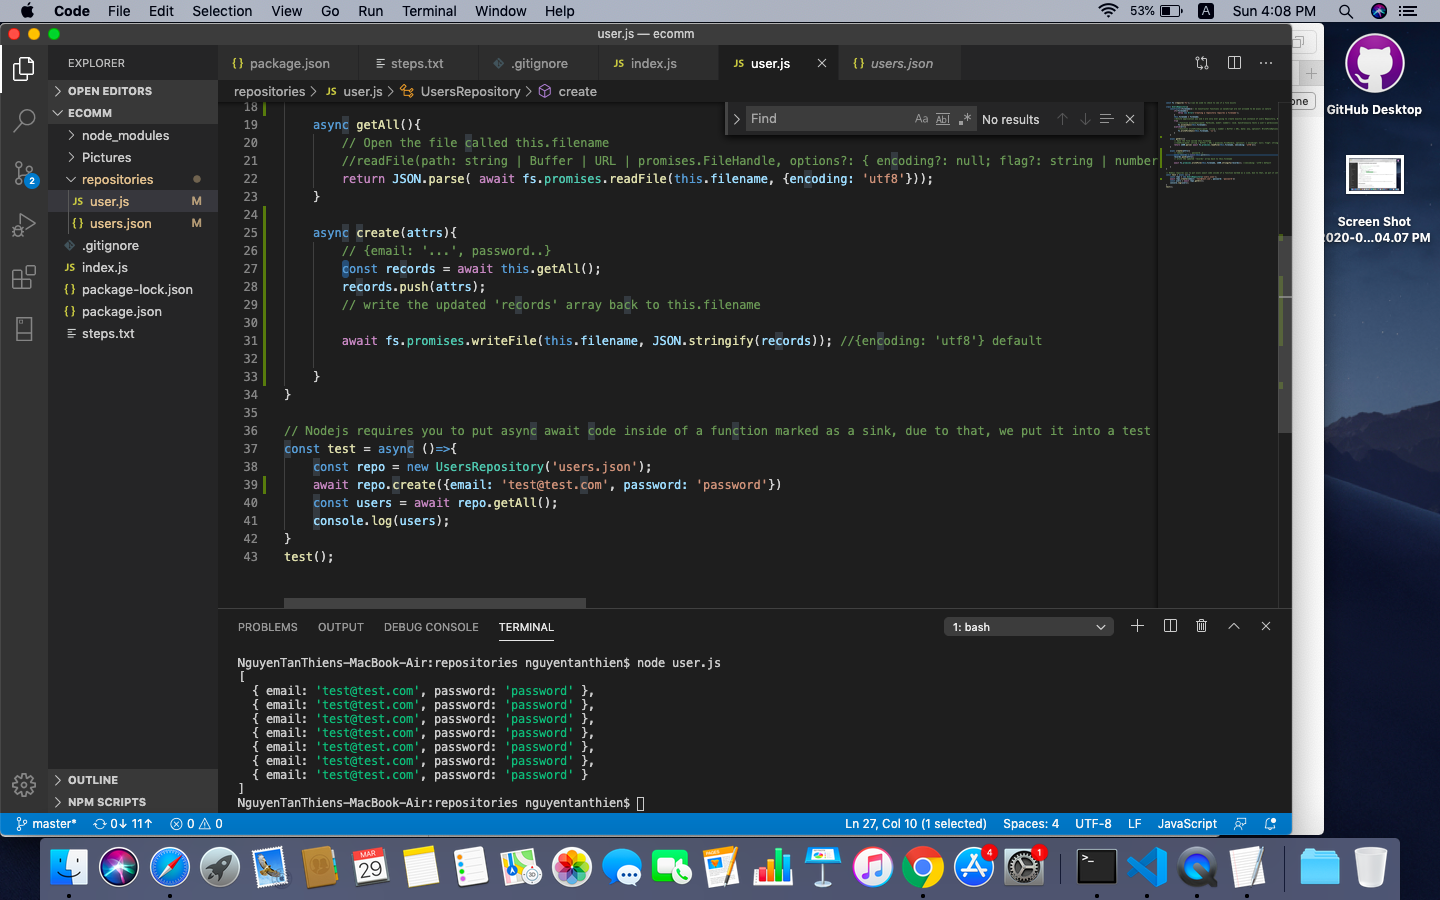 Code File Edit Selection View Go Run Terminal Window Help 53% A Sun 4:08 PM
user.js — ecomm
EXPLORER
OPEN EDITORS
ECOMM
node_modules
Pictures
repositories
JS user.js M
{} users.json M
.gitignore
JS index.js
{} package-lock.json
{} package.json
steps.txt
OUTLINE
NPM SCRIPTS
2
{} package.json steps.txt .gitignore JS index.js JS user.js {} users.json
repositories > JS user.js > UsersRepository > create
Find Aa Abl .* No results
18
19 async getAll(){
20 // Open the file called this.filename
21 //readFile(path: string | Buffer | URL | promises.FileHandle, options?: { encoding?: null; flag?: string | number
22 return JSON.parse( await fs.promises.readFile(this.filename, {encoding: 'utf8'}));
23 }
24
25 async create(attrs){
26 // {email: '...', password..}
27 const records = await this.getAll();
28 records.push(attrs);
29 // write the updated 'records' array back to this.filename
30
31 await fs.promises.writeFile(this.filename, JSON.stringify(records)); //{encoding: 'utf8'} default
32
33 }
34 }
35
36 // Nodejs requires you to put async await code inside of a function marked as a sink, due to that, we put it into a test
37 const test = async ()=>{
38 const repo = new UsersRepository('users.json');
39 await repo.create({email: 'test@test.com', password: 'password'})
40 const users = await repo.getAll();
41 console.log(users);
42 }
43 test();
PROBLEMS OUTPUT DEBUG CONSOLE TERMINAL 1: bash
NguyenTanThiens-MacBook-Air:repositories nguyentanthien$ node user.js
[
{ email: 'test@test.com', password: 'password' },
{ email: 'test@test.com', password: 'password' },
{ email: 'test@test.com', password: 'password' },
{ email: 'test@test.com', password: 'password' },
{ email: 'test@test.com', password: 'password' },
{ email: 'test@test.com', password: 'password' },
{ email: 'test@test.com', password: 'password' }
]
NguyenTanThiens-MacBook-Air:repositories nguyentanthien$
master* 0↓ 11↑ 0 0 Ln 27, Col 10 (1 selected) Spaces: 4 UTF-8 LF JavaScript
one
GitHub Desktop
Screen Shot
2020-0...04.07 PM
MAR
29
4
1